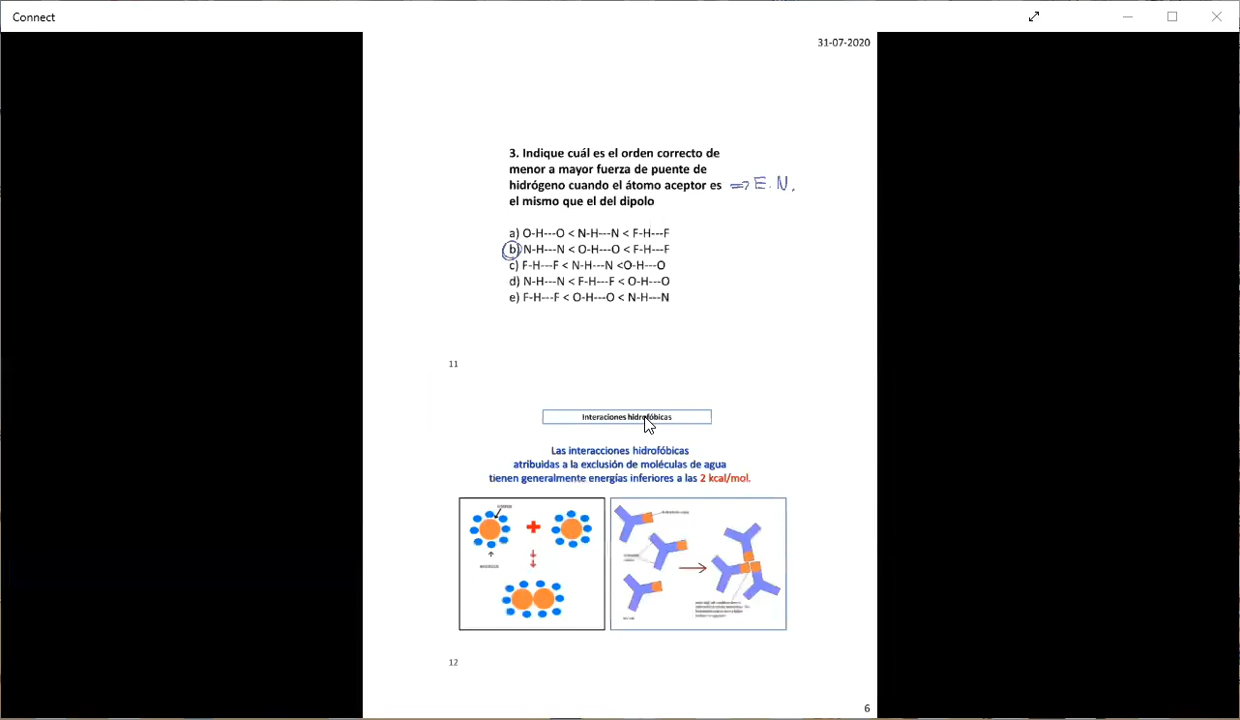 Connect
31-07-2020
3. Indique cuál es el orden correcto de
menor a mayor fuerza de puente de
hidrógeno cuando el átomo aceptor es ⇒ E.N.
el mismo que el del dipolo
a) O-H---O < N-H---N < F-H---F
b) N-H---N < O-H---O < F-H---F
c) F-H---F < N-H---N <O-H---O
d) N-H---N < F-H---F < O-H---O
e) F-H---F < O-H---O < N-H---N
11
Interaciones hidrofóbicas
Las interacciones hidrofóbicas
atribuidas a la exclusión de moléculas de agua
tienen generalmente energías inferiores a las 2 kcal/mol.
12
6